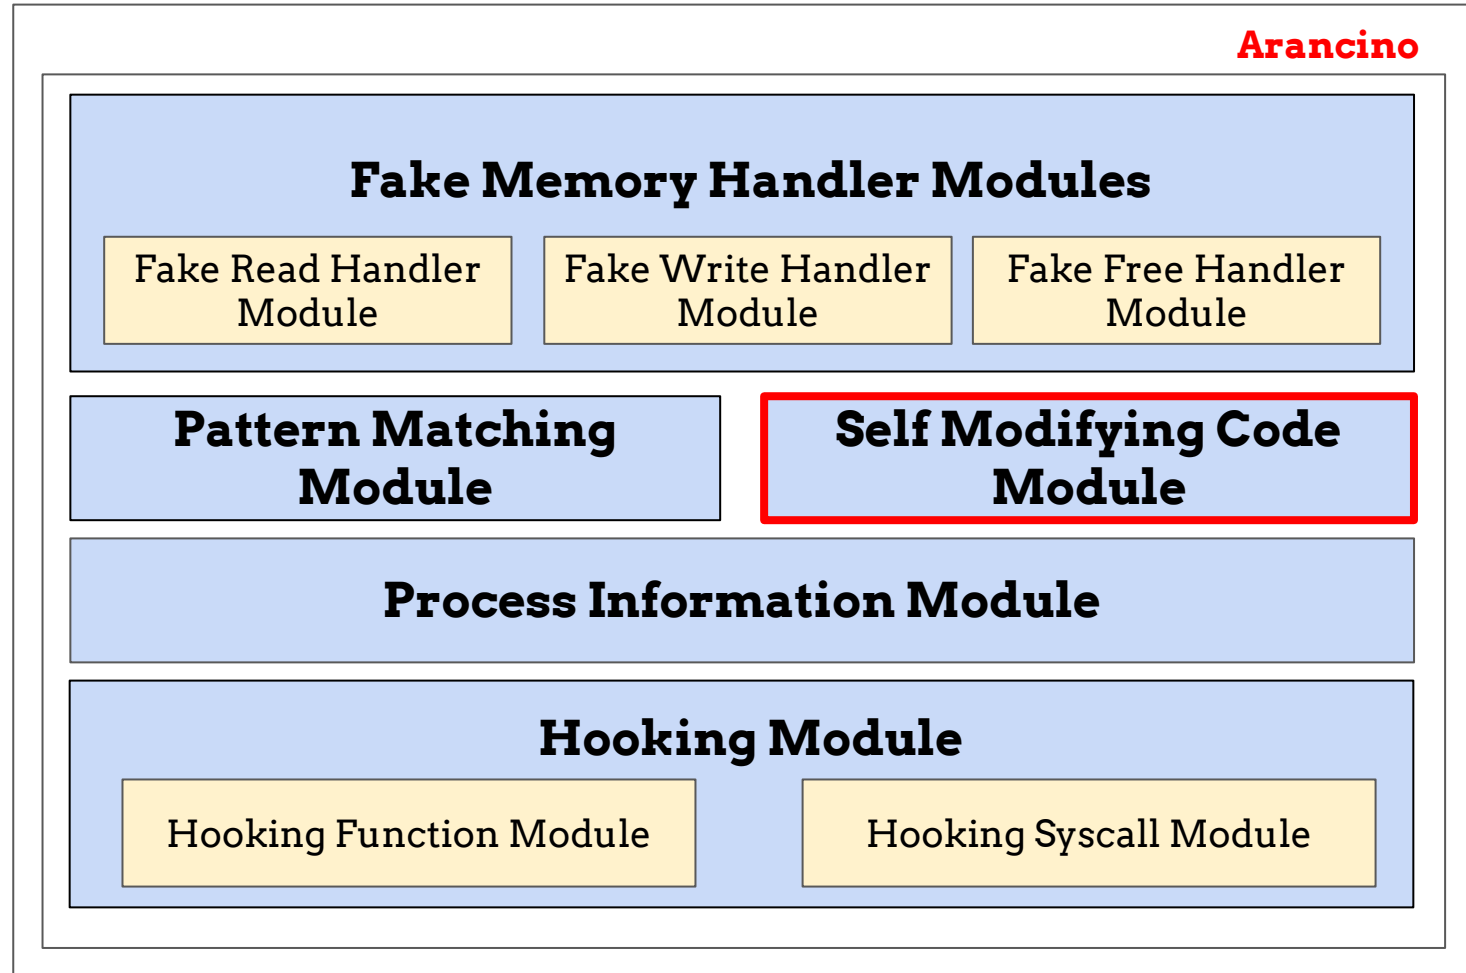 Arancino
Fake Memory Handler Modules
Fake Read Handler
Module
Fake Write Handler
Module
Fake Free Handler
Module
Pattern Matching
Module
Self Modifying Code
Module
Process Information Module
Hooking Module
Hooking Function Module
Hooking Syscall Module